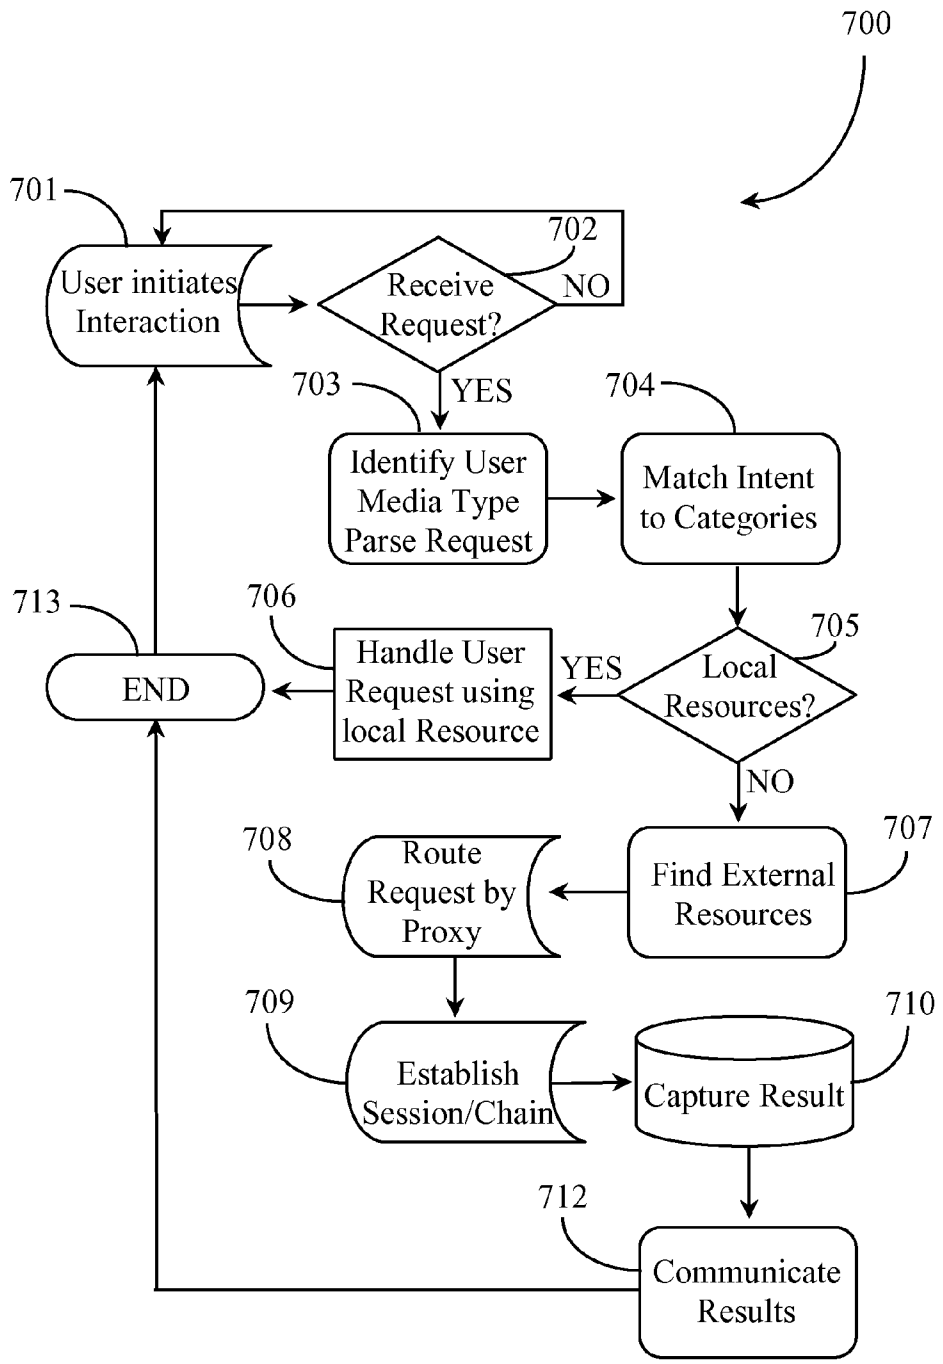 700
701
User initiates
Interaction
702
Receive
Request?
NO
YES
703
Identify User
Media Type
Parse Request
704
Match Intent
to Categories
705
Local
Resources?
YES
706
Handle User
Request using
local Resource
713
END
NO
707
Find External
Resources
708
Route
Request by
Proxy
709
Establish
Session/Chain
710
Capture Result
712
Communicate
Results